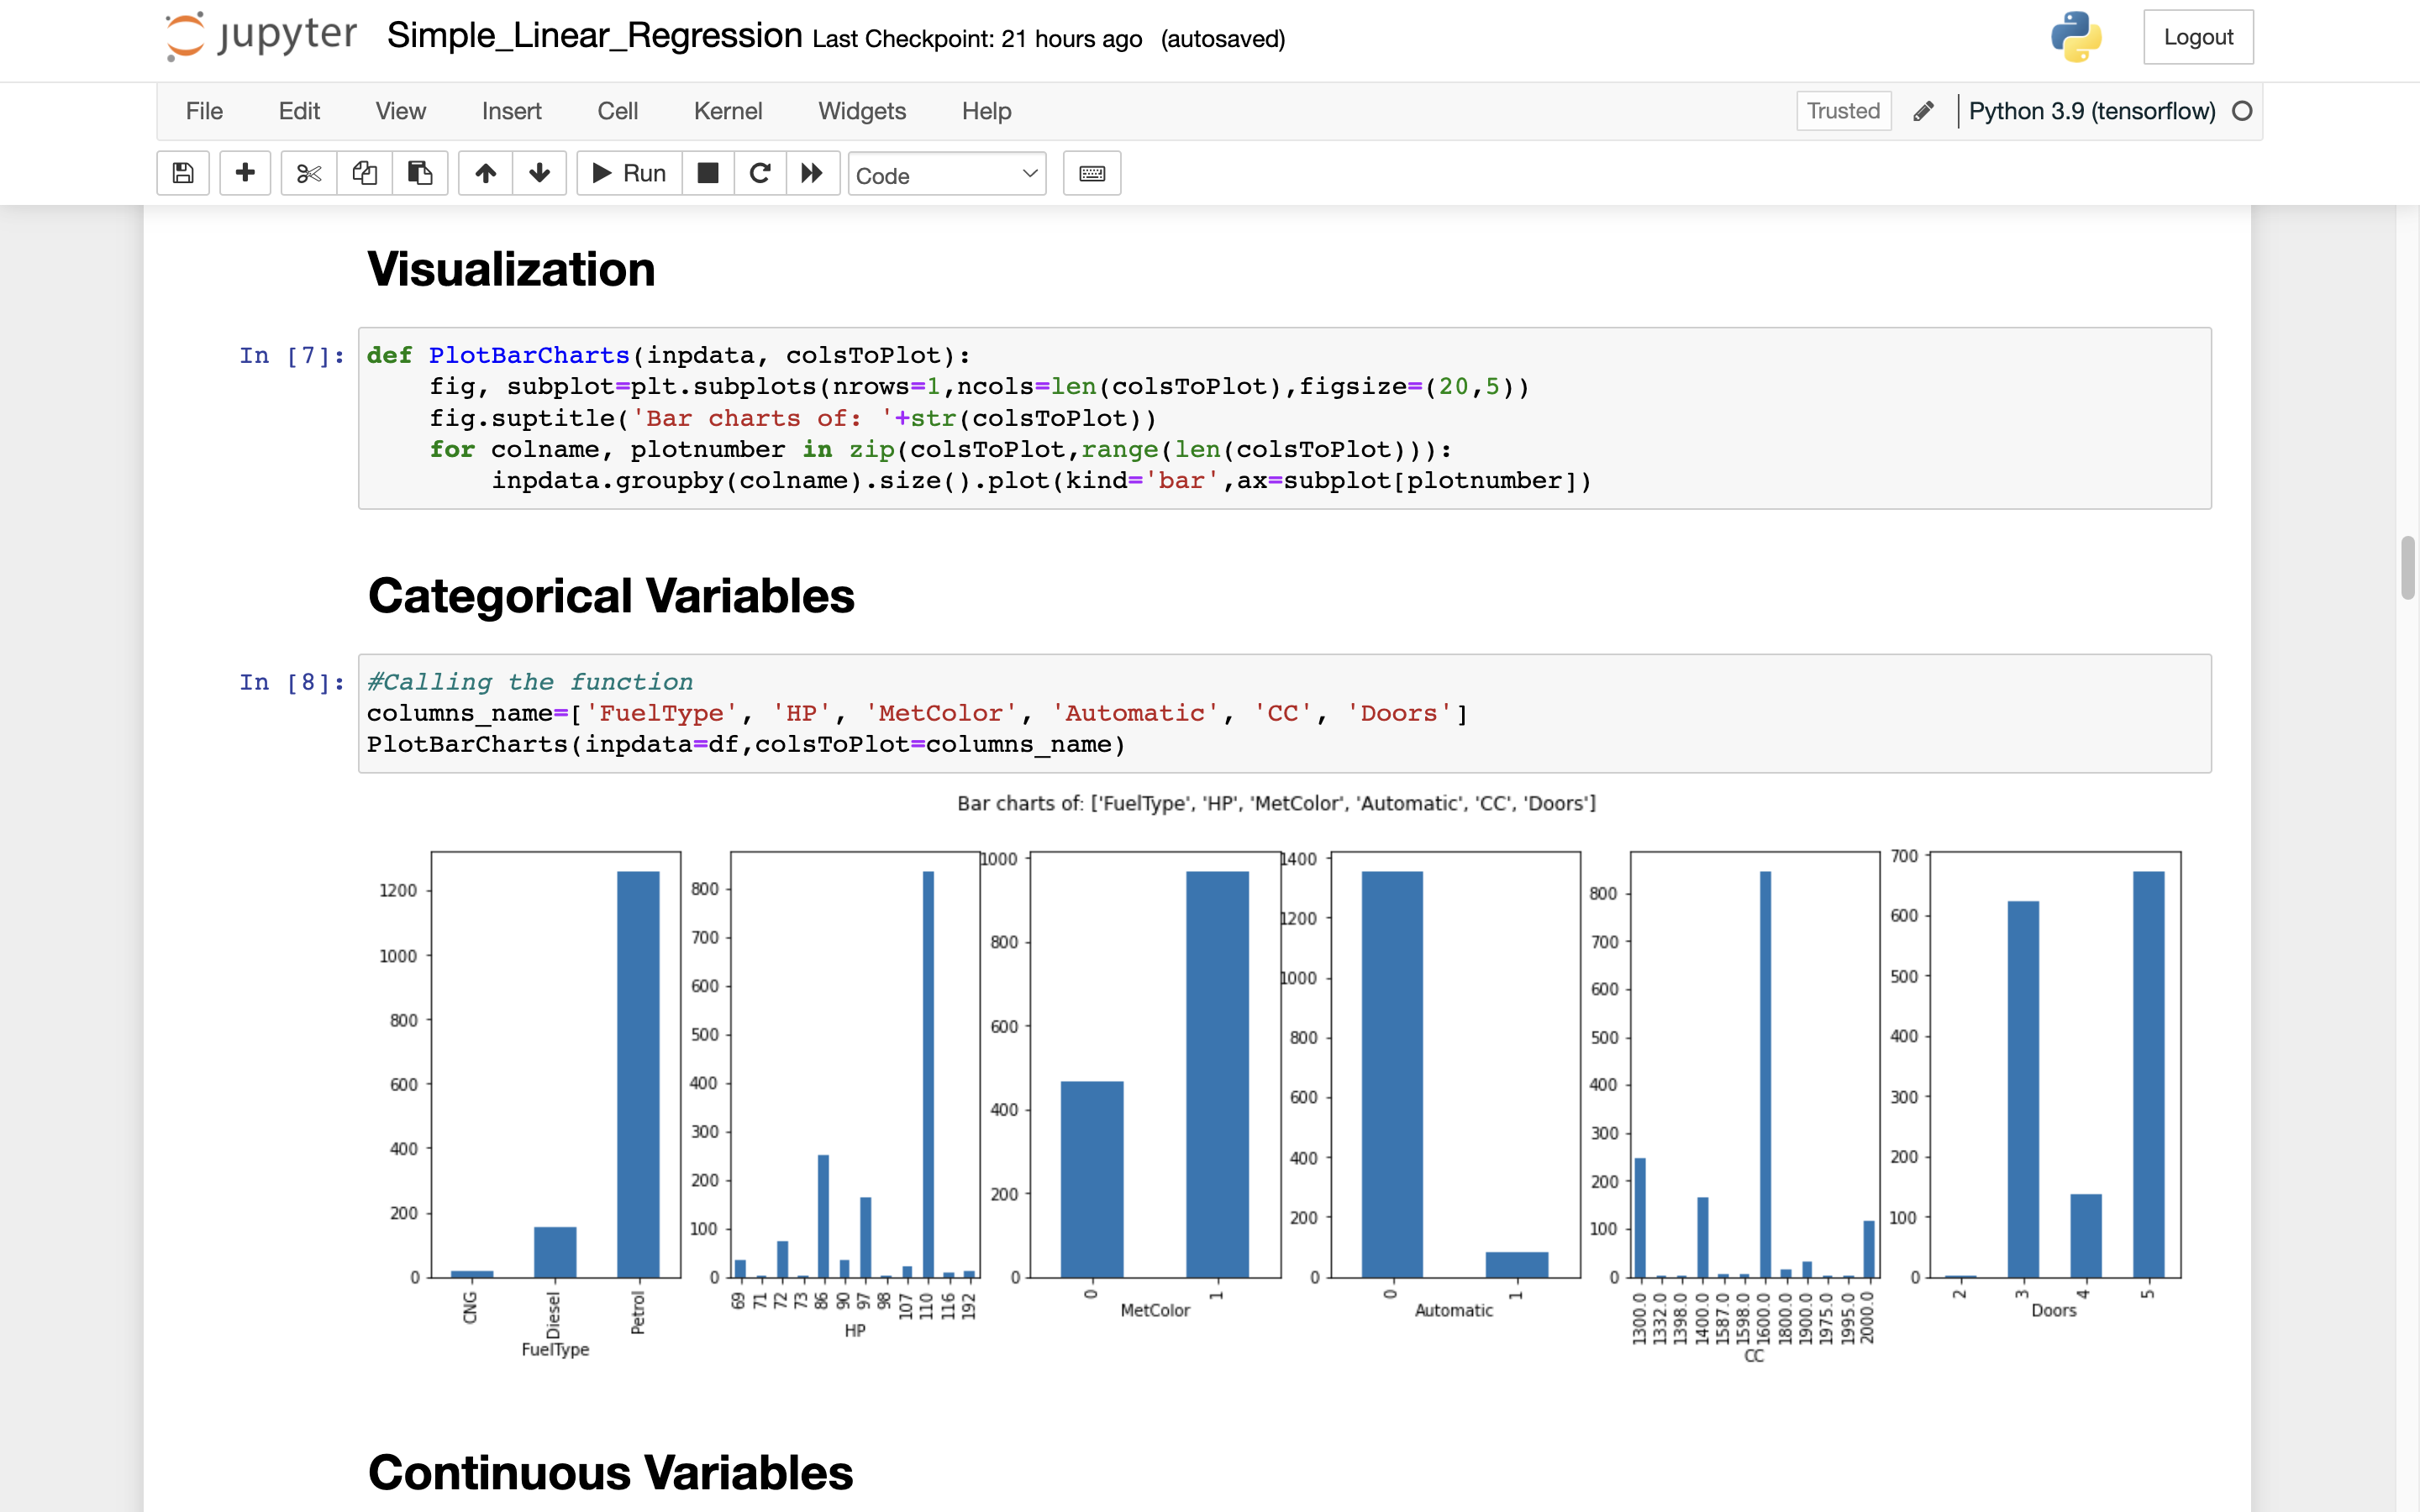 jupyter Simple_Linear_Regression Last Checkpoint: 21 hours ago (autosaved) Logout
File Edit View Insert Cell Kernel Widgets Help Trusted Python 3.9 (tensorflow)
Run Code
Visualization
In [7]: def PlotBarCharts(inpdata, colsToPlot):
    fig, subplot=plt.subplots(nrows=1,ncols=len(colsToPlot),figsize=(20,5))
    fig.suptitle('Bar charts of: '+str(colsToPlot))
    for colname, plotnumber in zip(colsToPlot,range(len(colsToPlot))):
        inpdata.groupby(colname).size().plot(kind='bar',ax=subplot[plotnumber])
Categorical Variables
In [8]: #Calling the function
columns_name=['FuelType', 'HP', 'MetColor', 'Automatic', 'CC', 'Doors']
PlotBarCharts(inpdata=df,colsToPlot=columns_name)
Bar charts of: ['FuelType', 'HP', 'MetColor', 'Automatic', 'CC', 'Doors']
1200
1000
800
600
400
200
0
CNG Diesel Petrol
FuelType
800
700
600
500
400
300
200
100
0
69 71 72 73 86 90 97 98 107 110 116 192
HP
1000
800
600
400
200
0
0 1
MetColor
1400
1200
1000
800
600
400
200
0
0 1
Automatic
800
700
600
500
400
300
200
100
0
1300.0 1332.0 1398.0 1400.0 1587.0 1598.0 1600.0 1800.0 1900.0 1975.0 1995.0 2000.0
CC
700
600
500
400
300
200
100
0
2 3 4 5
Doors
Continuous Variables